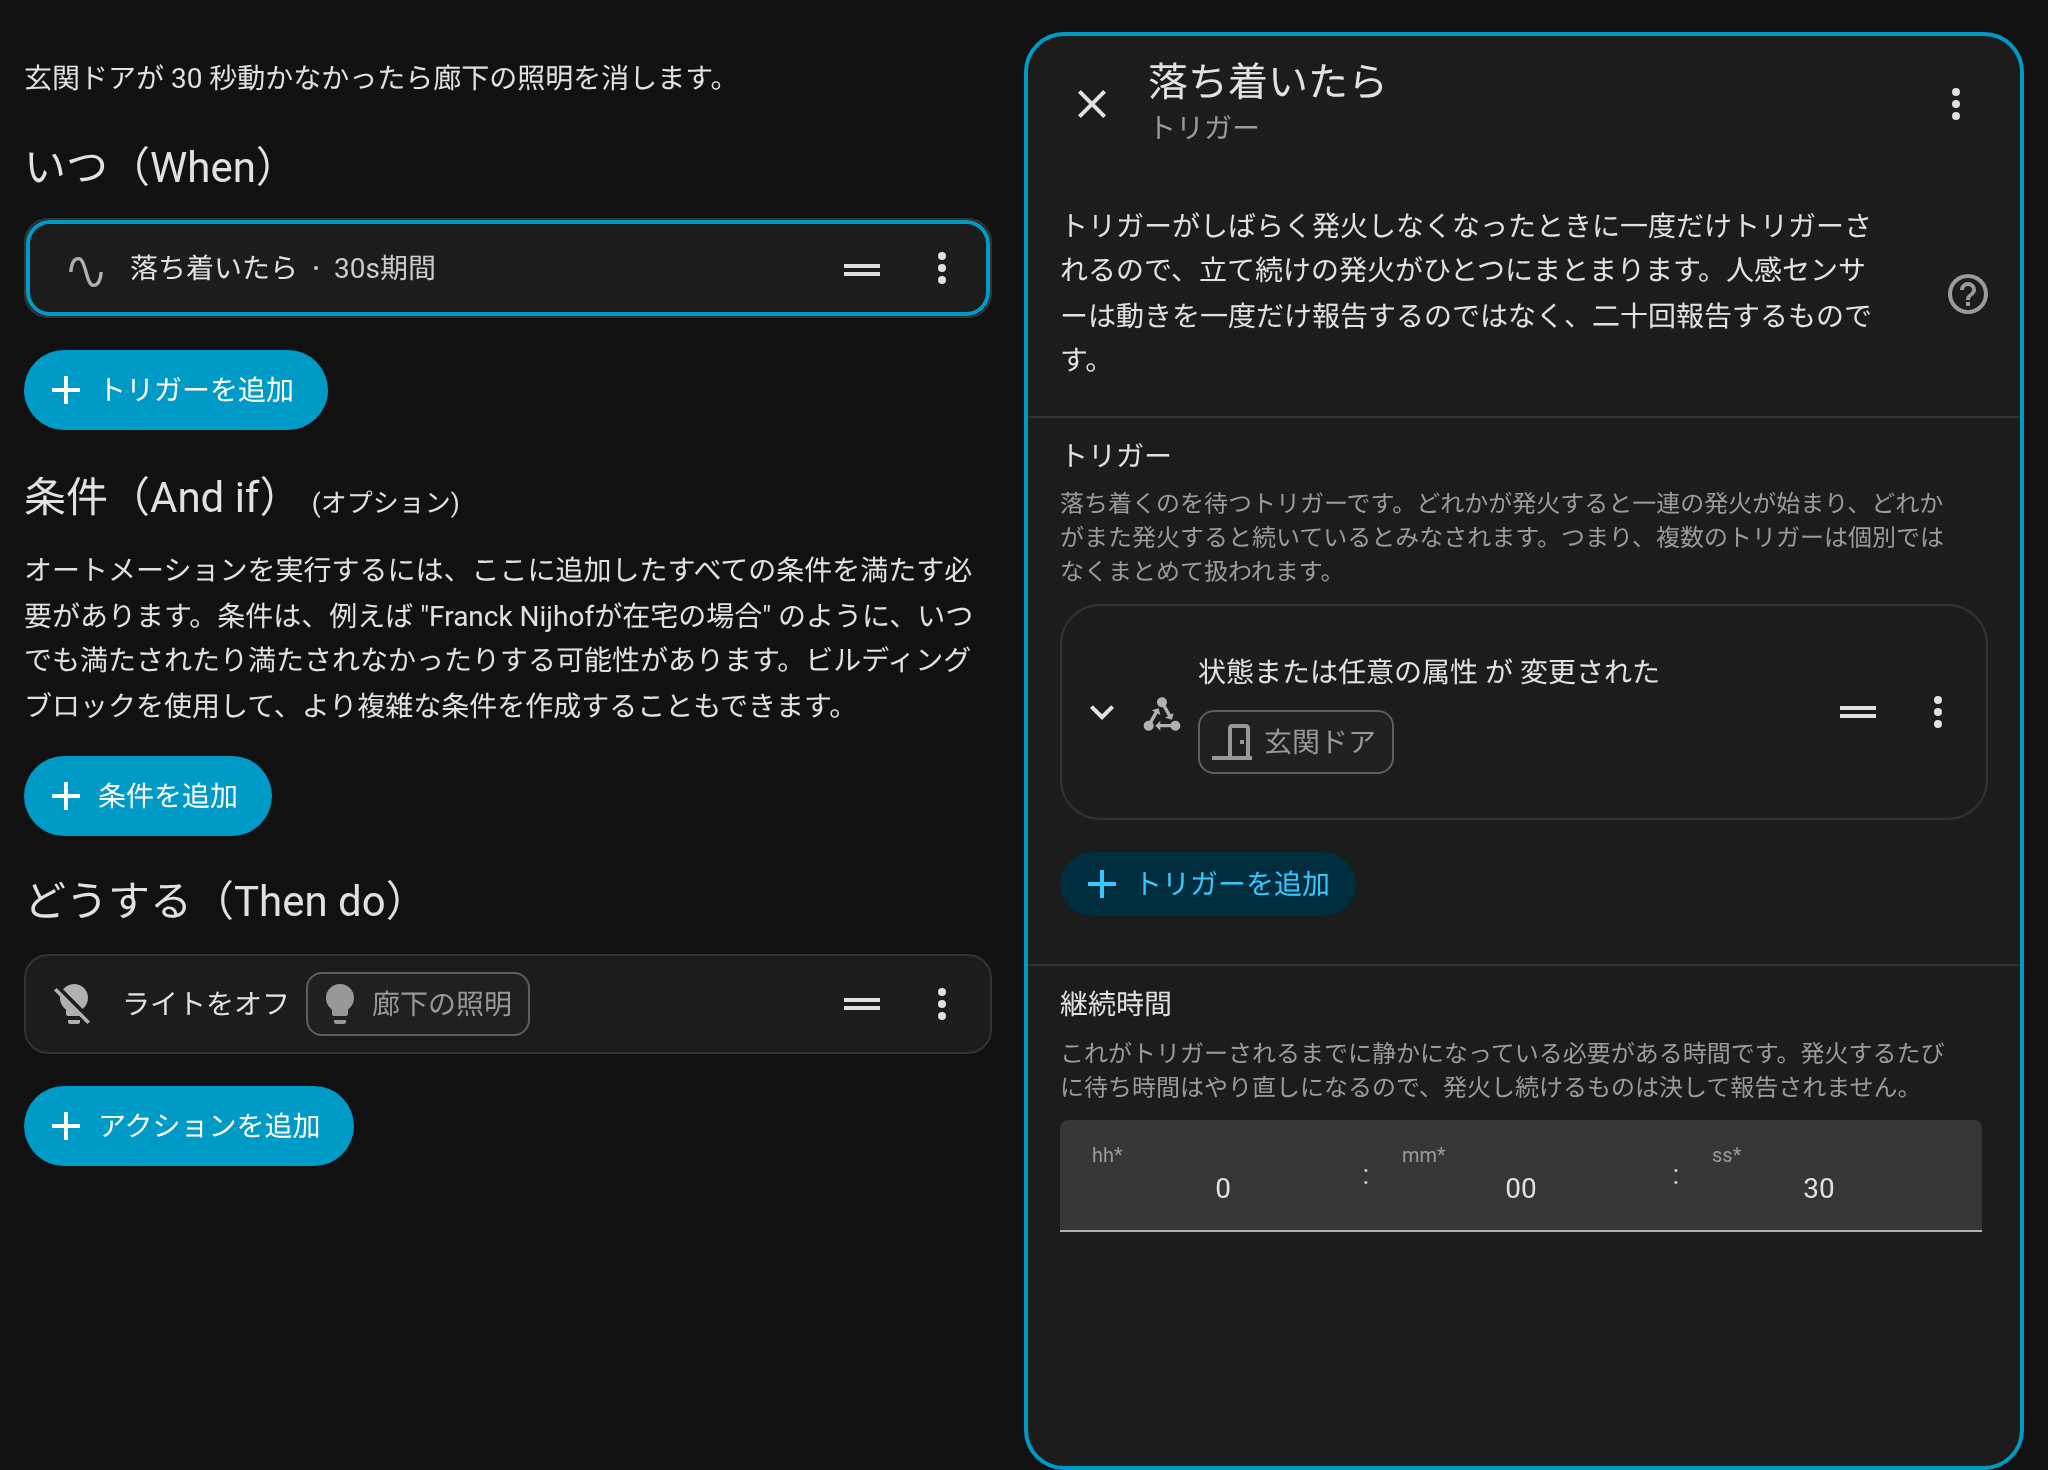 玄関ドアが 30 秒動かなかったら廊下の照明を消します。
いつ（When）
落ち着いたら · 30s期間
トリガーを追加
条件（And if） (オプション)
オートメーションを実行するには、ここに追加したすべての条件を満たす必
要があります。条件は、例えば "Franck Nijhofが在宅の場合" のように、いつ
でも満たされたり満たされなかったりする可能性があります。ビルディング
ブロックを使用して、より複雑な条件を作成することもできます。
条件を追加
どうする（Then do）
ライトをオフ 廊下の照明
アクションを追加
落ち着いたら
トリガー
トリガーがしばらく発火しなくなったときに一度だけトリガーさ
れるので、立て続けの発火がひとつにまとまります。人感センサ
ーは動きを一度だけ報告するのではなく、二十回報告するもので
す。
トリガー
落ち着くのを待つトリガーです。どれかが発火すると一連の発火が始まり、どれか
がまた発火すると続いているとみなされます。つまり、複数のトリガーは個別では
なくまとめて扱われます。
状態または任意の属性 が 変更された
玄関ドア
トリガーを追加
継続時間
これがトリガーされるまでに静かになっている必要がある時間です。発火するたび
に待ち時間はやり直しになるので、発火し続けるものは決して報告されません。
hh* mm* ss*
0 : 00 : 30